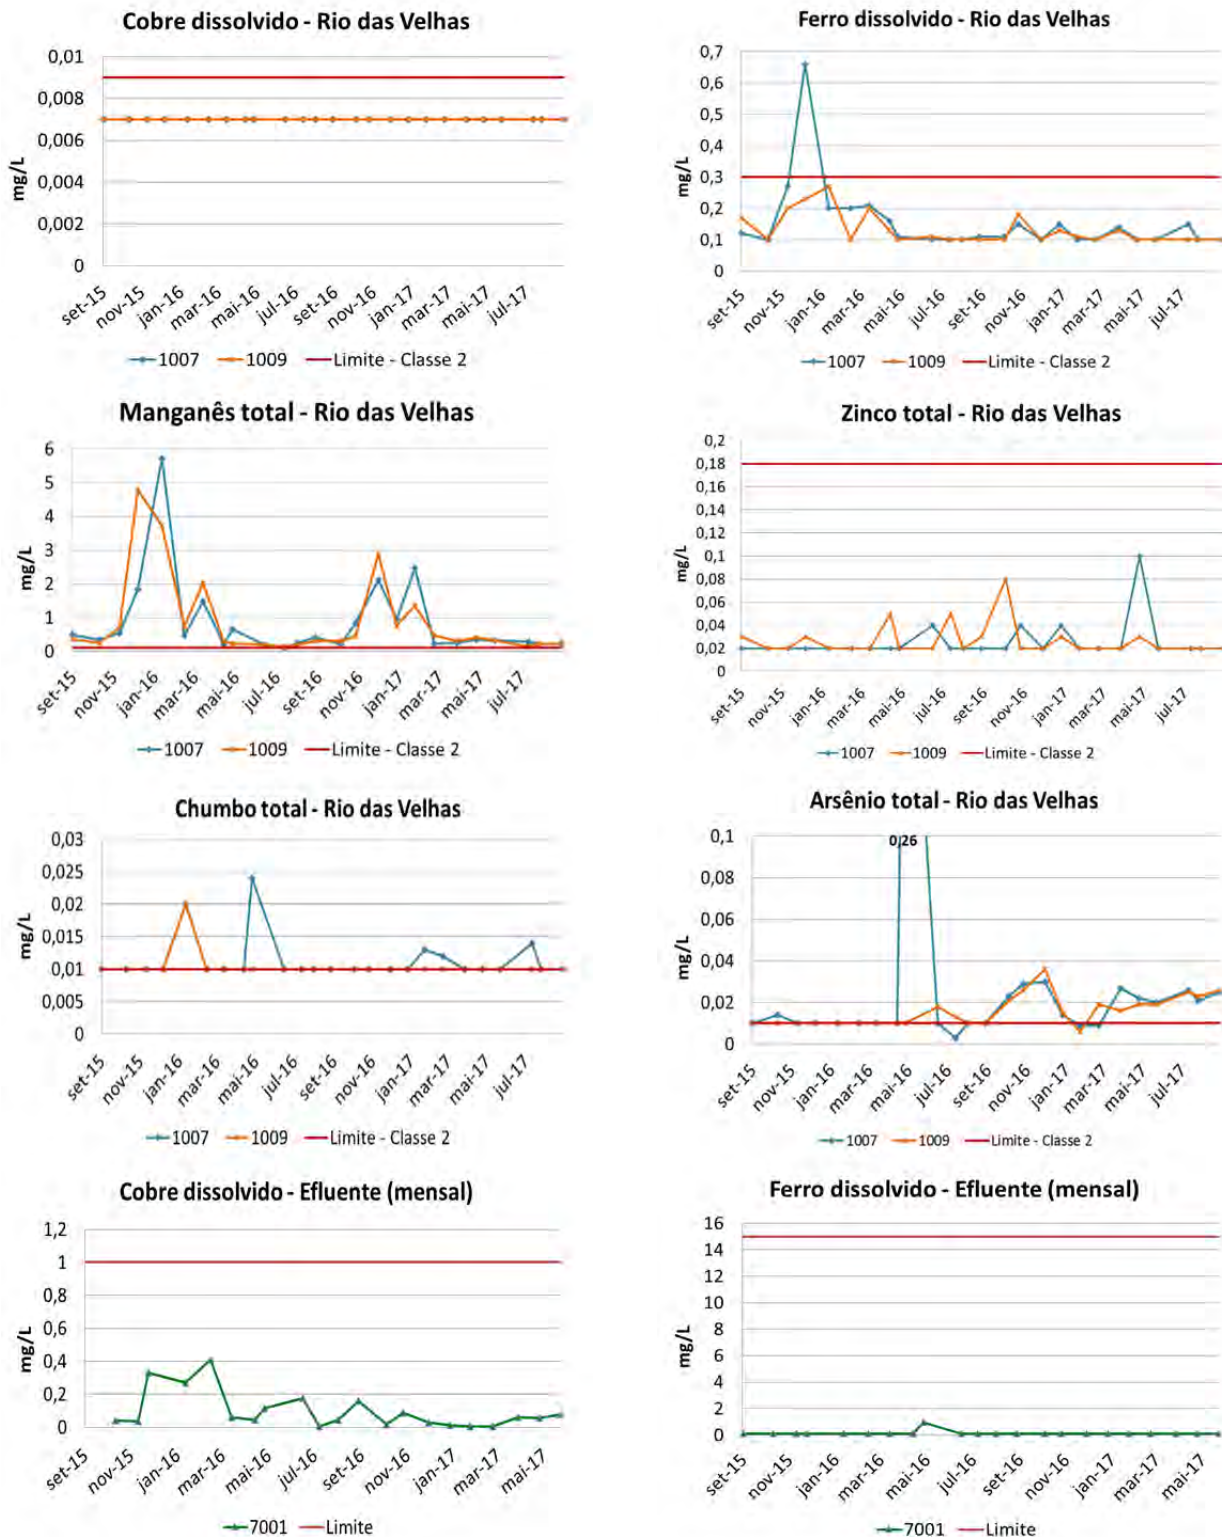 Cobre dissolvido - Rio das Velhas
0,01
0,008
0,006
0,004
0,002
0
mg/L
set-15
nov-15
jan-16
mar-16
mai-16
jul-16
set-16
nov-16
jan-17
mar-17
mai-17
jul-17
1007
1009
Limite - Classe 2
Ferro dissolvido - Rio das Velhas
0,7
0,6
0,5
0,4
0,3
0,2
0,1
0
mg/L
set-15
nov-15
jan-16
mar-16
mai-16
jul-16
set-16
nov-16
jan-17
mar-17
mai-17
jul-17
1007
1009
Limite - Classe 2
Manganês total - Rio das Velhas
6
5
4
3
2
1
0
mg/L
set-15
nov-15
jan-16
mar-16
mai-16
jul-16
set-16
nov-16
jan-17
mar-17
mai-17
jul-17
1007
1009
Limite - Classe 2
Zinco total - Rio das Velhas
0,2
0,18
0,16
0,14
0,12
0,1
0,08
0,06
0,04
0,02
0
mg/L
set-15
nov-15
jan-16
mar-16
mai-16
jul-16
set-16
nov-16
jan-17
mar-17
mai-17
jul-17
1007
1009
Limite - Classe 2
Chumbo total - Rio das Velhas
0,03
0,025
0,02
0,015
0,01
0,005
0
mg/L
set-15
nov-15
jan-16
mar-16
mai-16
jul-16
set-16
nov-16
jan-17
mar-17
mai-17
jul-17
1007
1009
Limite - Classe 2
Arsênio total - Rio das Velhas
0,1
0,08
0,06
0,04
0,02
0
0,26
mg/L
set-15
nov-15
jan-16
mar-16
mai-16
jul-16
set-16
nov-16
jan-17
mar-17
mai-17
jul-17
1007
1009
Limite - Classe 2
Cobre dissolvido - Efluente (mensal)
1,2
1
0,8
0,6
0,4
0,2
0
mg/L
set-15
nov-15
jan-16
mar-16
mai-16
jul-16
set-16
nov-16
jan-17
mar-17
mai-17
7001
Limite
Ferro dissolvido - Efluente (mensal)
16
14
12
10
8
6
4
2
0
mg/L
set-15
nov-15
jan-16
mar-16
mai-16
jul-16
set-16
nov-16
jan-17
mar-17
mai-17
7001
Limite